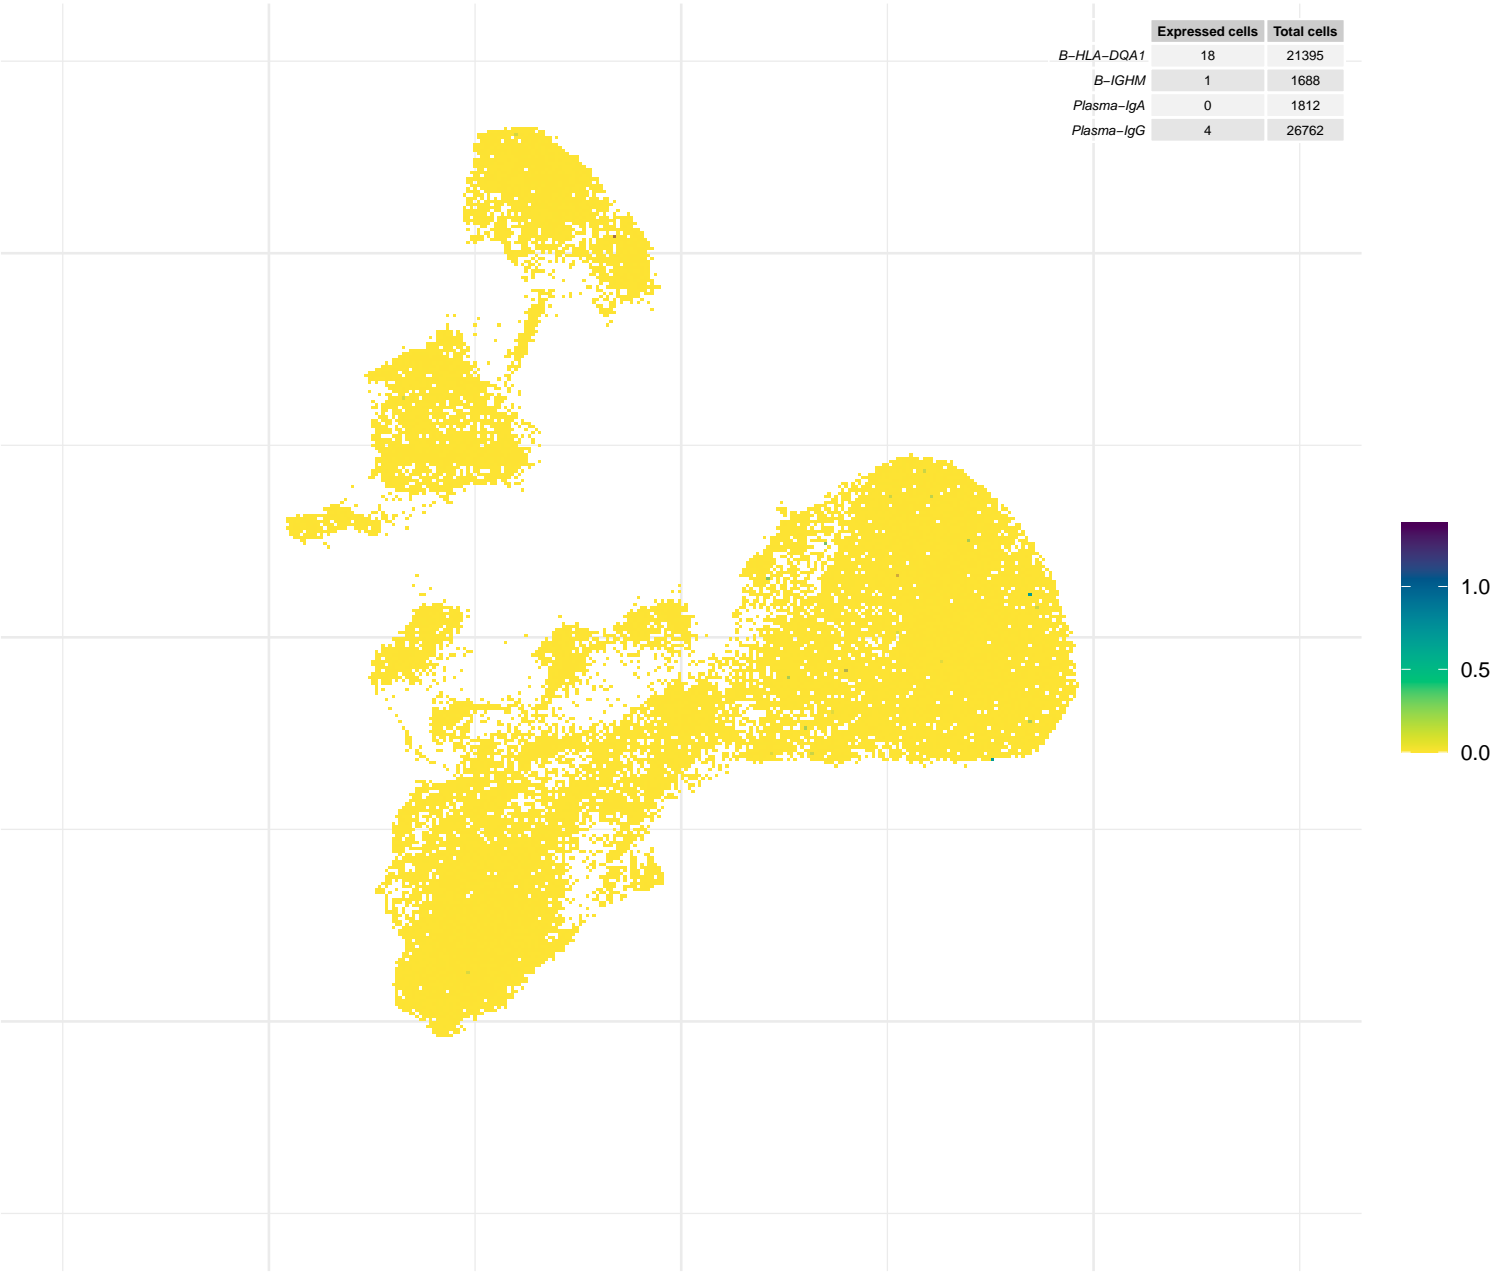 Expressed cells Total cells
B−HLA−DQA1 18 21395
B−IGHM 1 1688
Plasma−IgA 0 1812
Plasma−IgG 4 26762
1.0
0.5
0.0